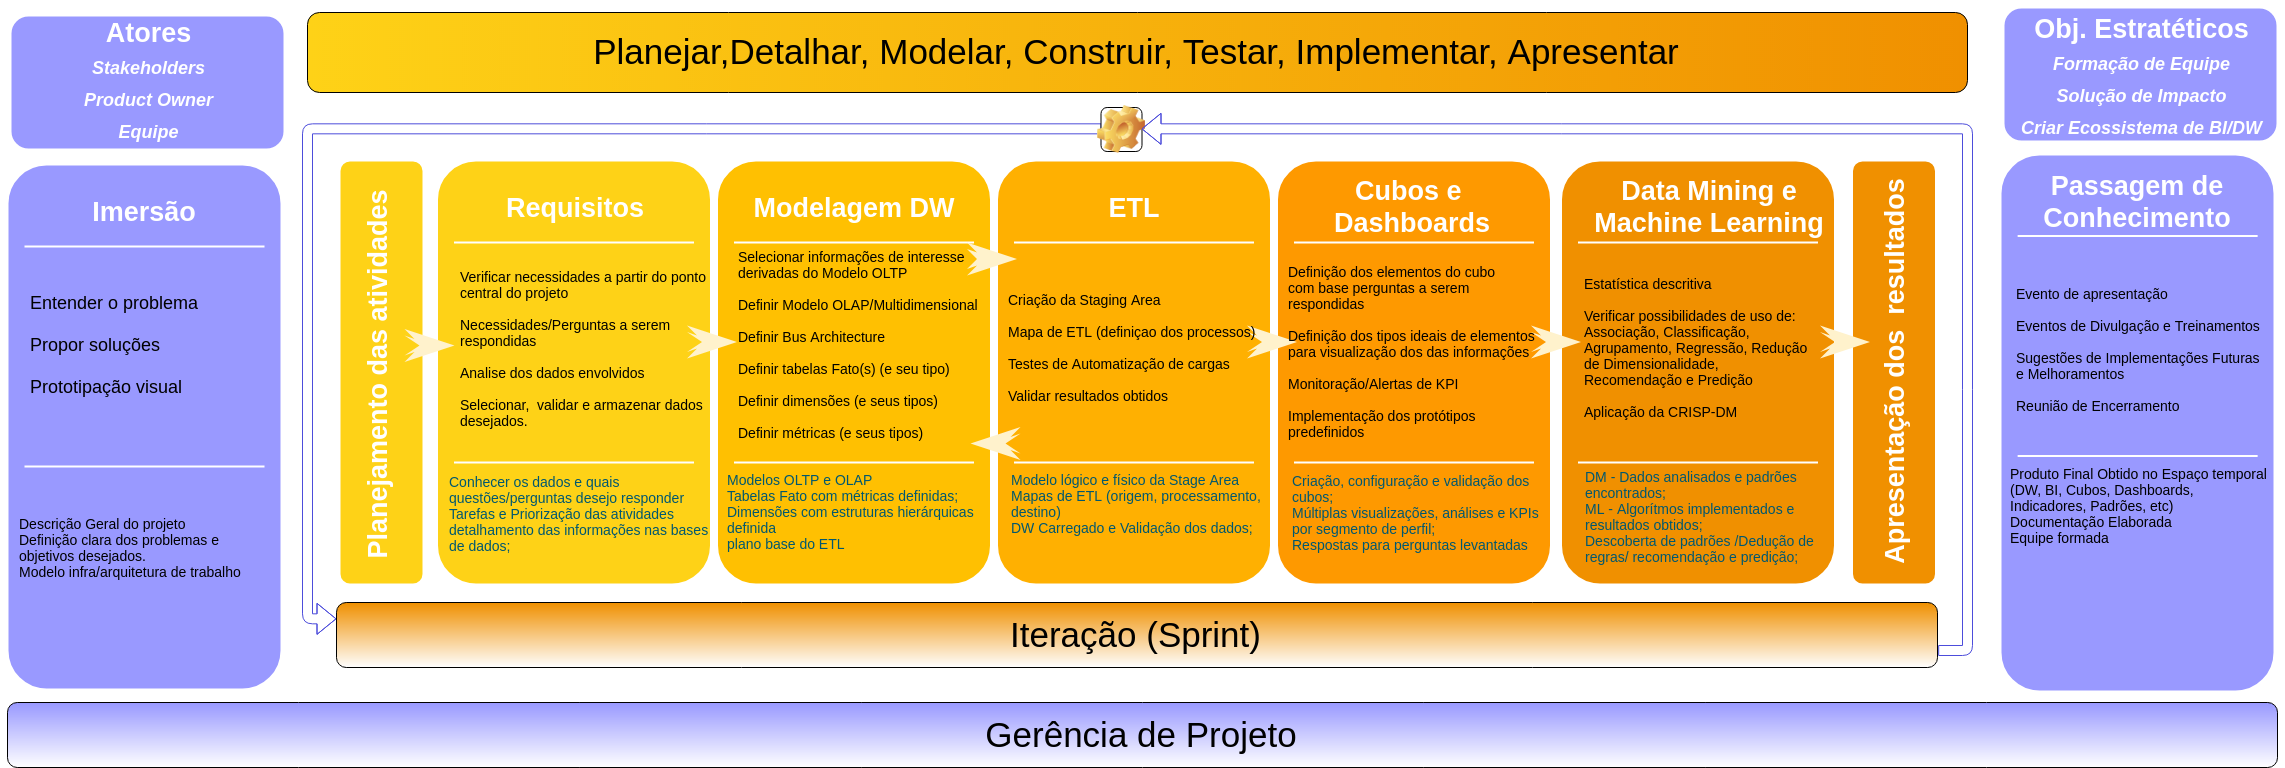 Atores
Stakeholders
Product Owner
Equipe
Planejar,Detalhar, Modelar, Construir, Testar, Implementar, Apresentar
Obj. Estratéticos
Formação de Equipe
Solução de Impacto
Criar Ecossistema de BI/DW
Imersão
Entender o problema
Propor soluções
Prototipação visual
Descrição Geral do projeto
Definição clara dos problemas e
objetivos desejados.
Modelo infra/arquitetura de trabalho
Planejamento das atividades
Requisitos
Verificar necessidades a partir do ponto
central do projeto
Necessidades/Perguntas a serem
respondidas
Analise dos dados envolvidos
Selecionar,  validar e armazenar dados
desejados.
Conhecer os dados e quais
questões/perguntas desejo responder
Tarefas e Priorização das atividades
detalhamento das informações nas bases
de dados;
Modelagem DW
Selecionar informações de interesse
derivadas do Modelo OLTP
Definir Modelo OLAP/Multidimensional
Definir Bus Architecture
Definir tabelas Fato(s) (e seu tipo)
Definir dimensões (e seus tipos)
Definir métricas (e seus tipos)
Modelos OLTP e OLAP
Tabelas Fato com métricas definidas;
Dimensões com estruturas hierárquicas
definida
plano base do ETL
ETL
Criação da Staging Area
Mapa de ETL (definiçao dos processos)
Testes de Automatização de cargas
Validar resultados obtidos
Modelo lógico e físico da Stage Area
Mapas de ETL (origem, processamento,
destino)
DW Carregado e Validação dos dados;
Cubos e
Dashboards
Definição dos elementos do cubo
com base perguntas a serem
respondidas
Definição dos tipos ideais de elementos
para visualização dos das informações
Monitoração/Alertas de KPI
Implementação dos protótipos
predefinidos
Criação, configuração e validação dos
cubos;
Múltiplas visualizações, análises e KPIs
por segmento de perfil;
Respostas para perguntas levantadas
Data Mining e
Machine Learning
Estatística descritiva
Verificar possibilidades de uso de:
Associação, Classificação,
Agrupamento, Regressão, Redução
de Dimensionalidade,
Recomendação e Predição
Aplicação da CRISP-DM
DM - Dados analisados e padrões
encontrados;
ML - Algorítmos implementados e
resultados obtidos;
Descoberta de padrões /Dedução de
regras/ recomendação e predição;
Apresentação dos  resultados
Passagem de
Conhecimento
Evento de apresentação
Eventos de Divulgação e Treinamentos
Sugestões de Implementações Futuras
e Melhoramentos
Reunião de Encerramento
Produto Final Obtido no Espaço temporal
(DW, BI, Cubos, Dashboards,
Indicadores, Padrões, etc)
Documentação Elaborada
Equipe formada
Iteração (Sprint)
Gerência de Projeto